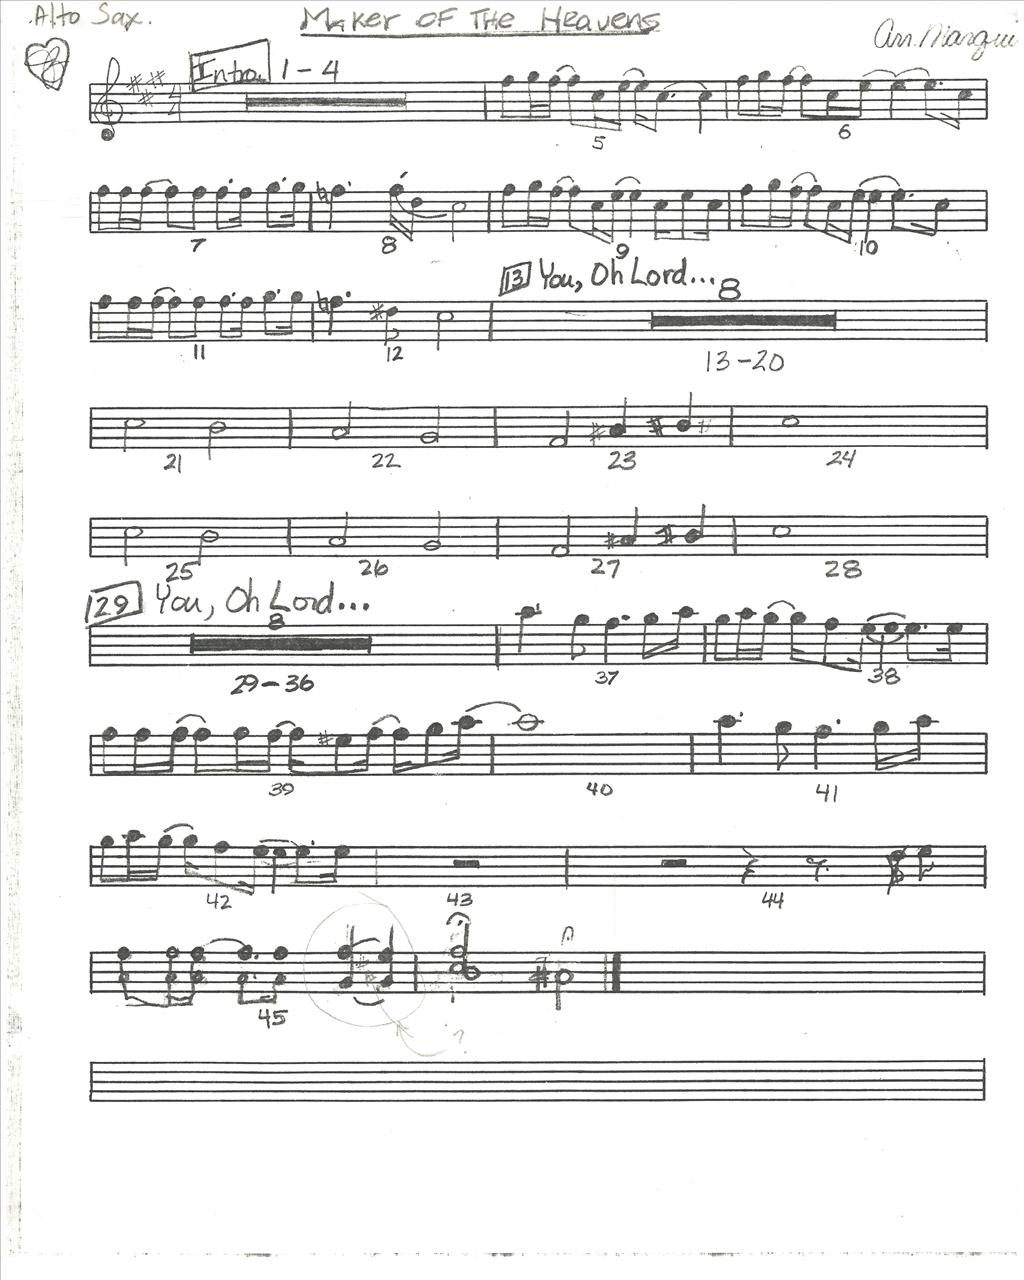 Alto Sax.
Maker Of The Heavens
Arr. Marqui
Intro. 1-4
4
4
5 6
7 8 9 10
13 You, Oh Lord... 8
11 12 13-20
21 22 23 24
25 26 27 28
29 You, Oh Lord...
8
29-36 37 38
39 40 41
42 43 44
45
?